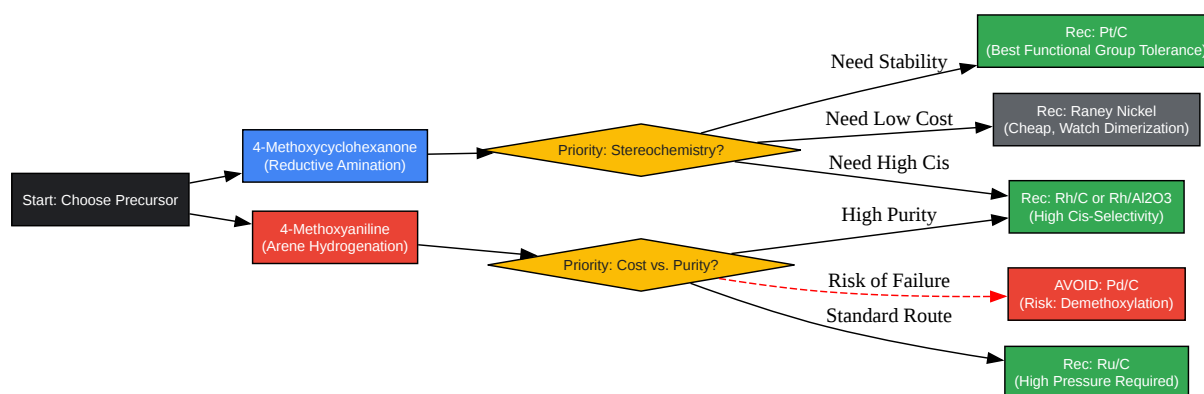 Start: Choose Precursor
4-Methoxycyclohexanone
(Reductive Amination)
4-Methoxyaniline
(Arene Hydrogenation)
Priority: Stereochemistry?
Priority: Cost vs. Purity?
Need Stability
Need Low Cost
Need High Cis
High Purity
Risk of Failure
Standard Route
Rec: Pt/C
(Best Functional Group Tolerance)
Rec: Raney Nickel
(Cheap, Watch Dimerization)
Rec: Rh/C or Rh/Al2O3
(High Cis-Selectivity)
AVOID: Pd/C
(Risk: Demethoxylation)
Rec: Ru/C
(High Pressure Required)